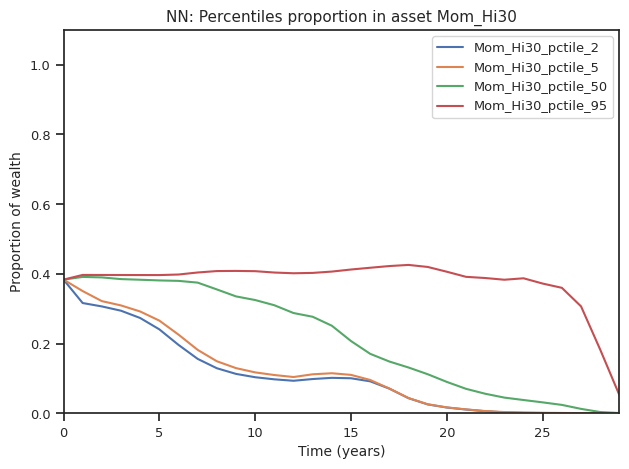 NN: Percentiles proportion in asset Mom_Hi30
Mom_Hi30_pctile_2
Mom_Hi30_pctile_5
Mom_Hi30_pctile_50
Mom_Hi30_pctile_95
Proportion of wealth
1.0
0.8
0.6
0.4
0.2
0.0
0 5 10 15 20 25
Time (years)